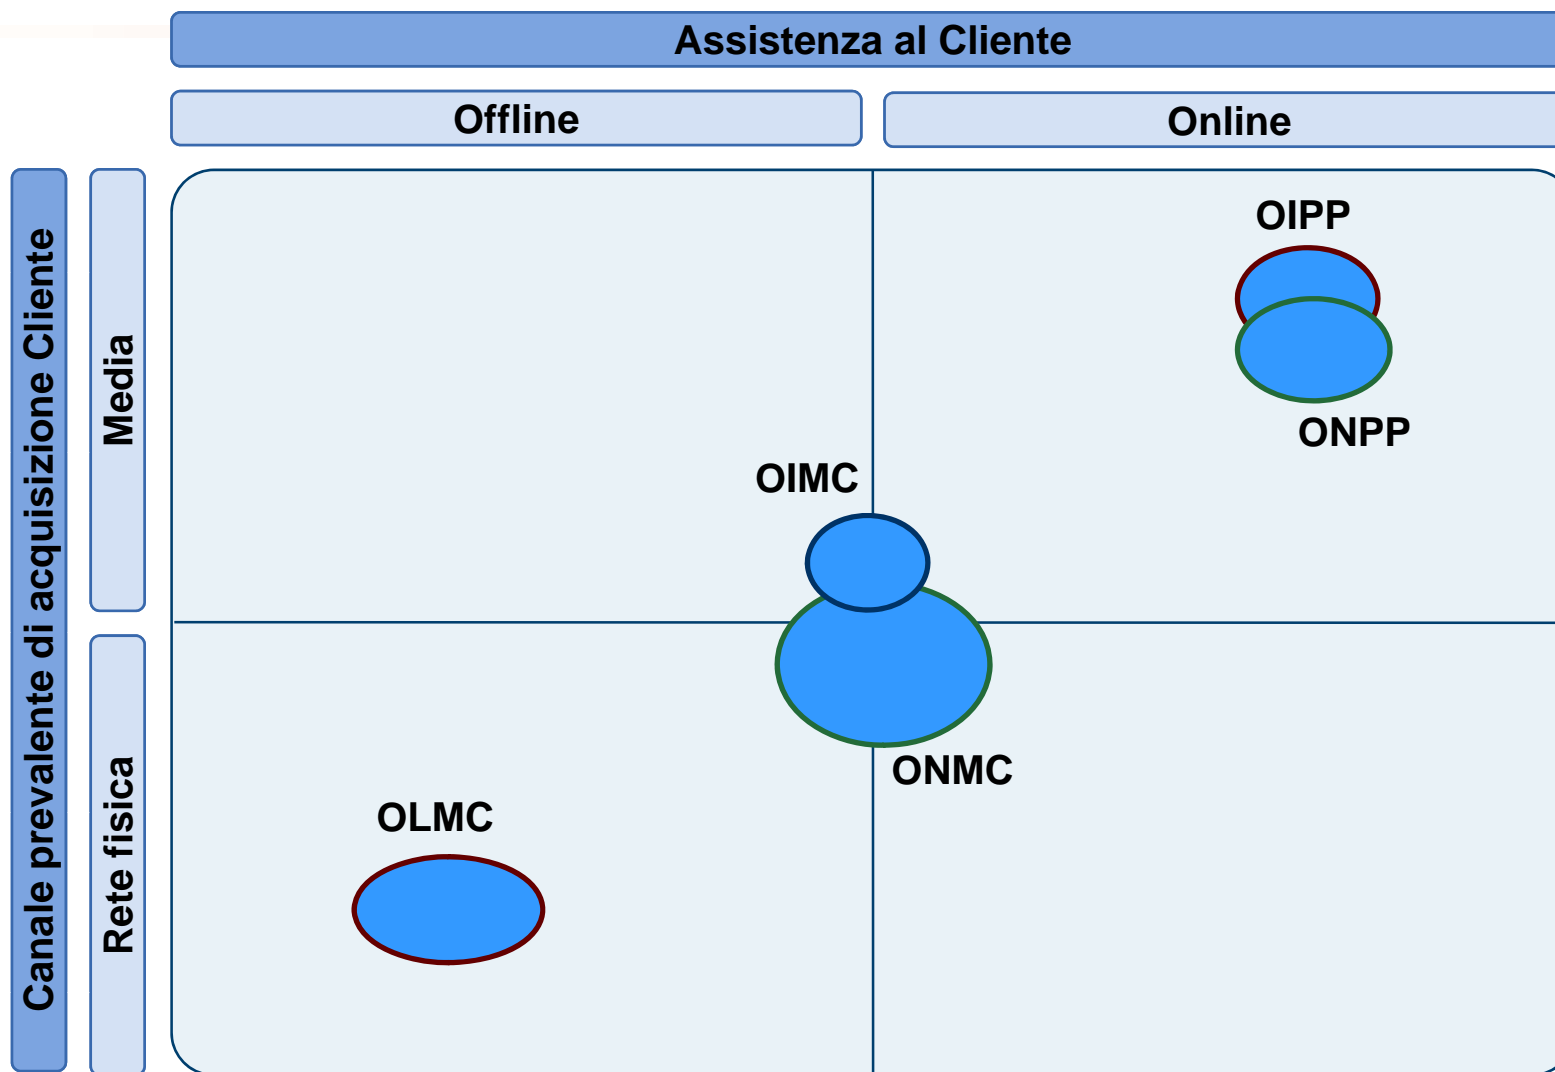 Assistenza al Cliente
Offline
Online
Canale prevalente di acquisizione Cliente
Media
Rete fisica
OIPP
ONPP
OIMC
ONMC
OLMC